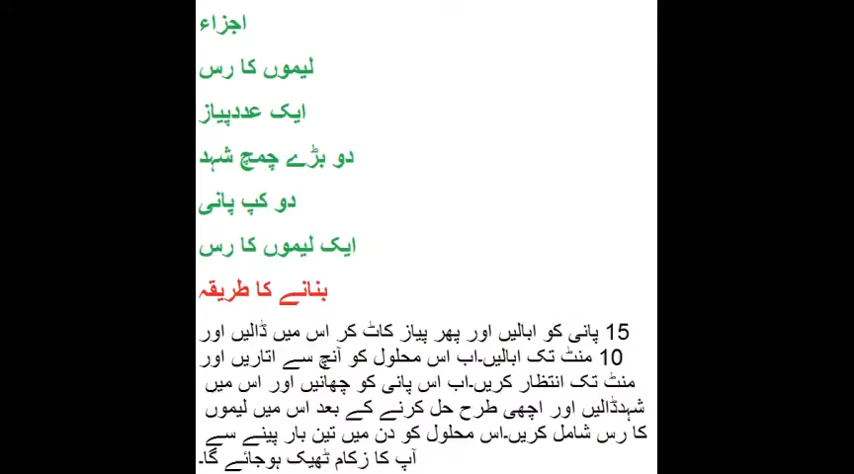 اجزاء
لیموں کا رس
ایک عددپیاز
دو بڑے چمچ شہد
دو کپ پانی
ایک لیموں کا رس
بنانے کا طریقہ
15 پانی کو ابالیں اور پھر پیاز کاٹ کر اس میں ڈالیں اور
10 منٹ تک ابالیں۔اب اس محلول کو آنچ سے اتاریں اور
منٹ تک انتظار کریں۔اب اس پانی کو چھانیں اور اس میں
شہدڈالیں اور اچھی طرح حل کرنے کے بعد اس میں لیموں
کا رس شامل کریں۔اس محلول کو دن میں تین بار پینے سے
آپ کا زکام ٹھیک ہوجائے گا۔